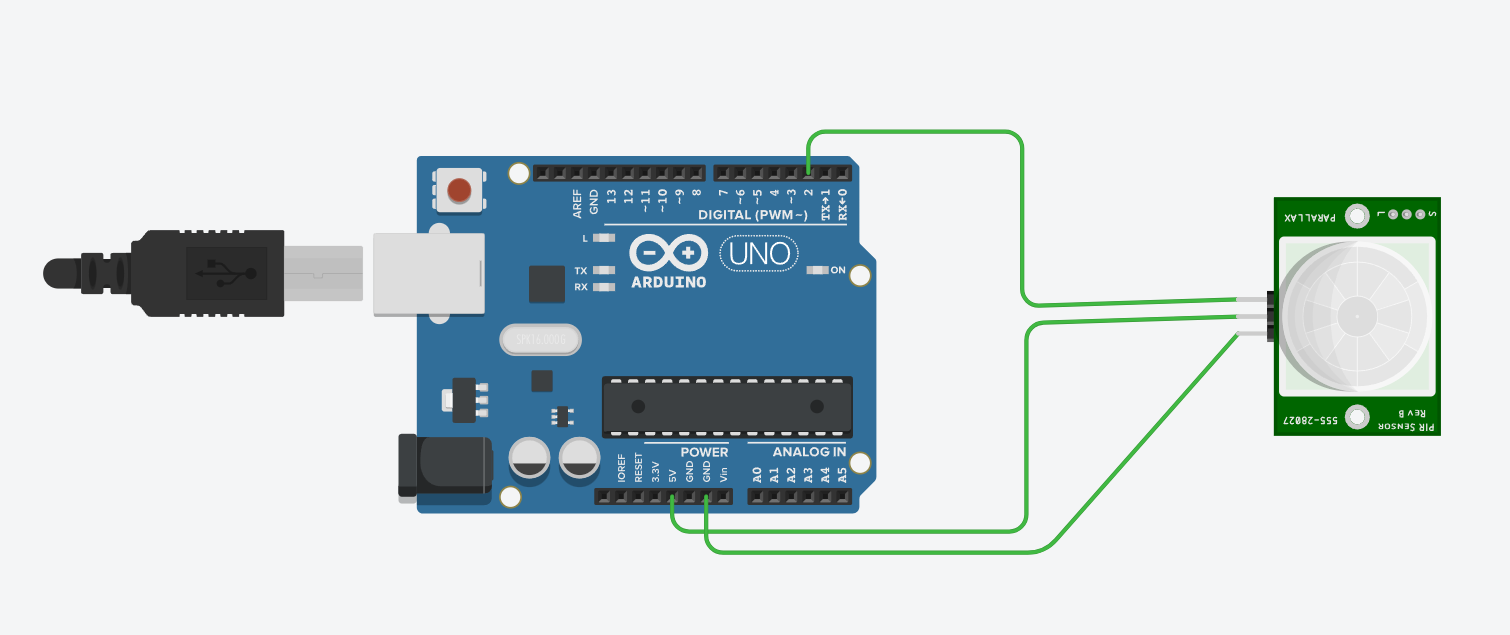 AREF
GND
13
12
~11
~10
~9
8
7
~6
~5
4
~3
2
TX→1
RX←0
DIGITAL (PWM~)
L
TX
RX
UNO
ARDUINO
ON
SPK16.000G
POWER
ANALOG IN
IOREF
RESET
3.3V
5V
GND
GND
Vin
A0
A1
A2
A3
A4
A5
PARALLAX
L
S
555-28027
REV B
PIR SENSOR